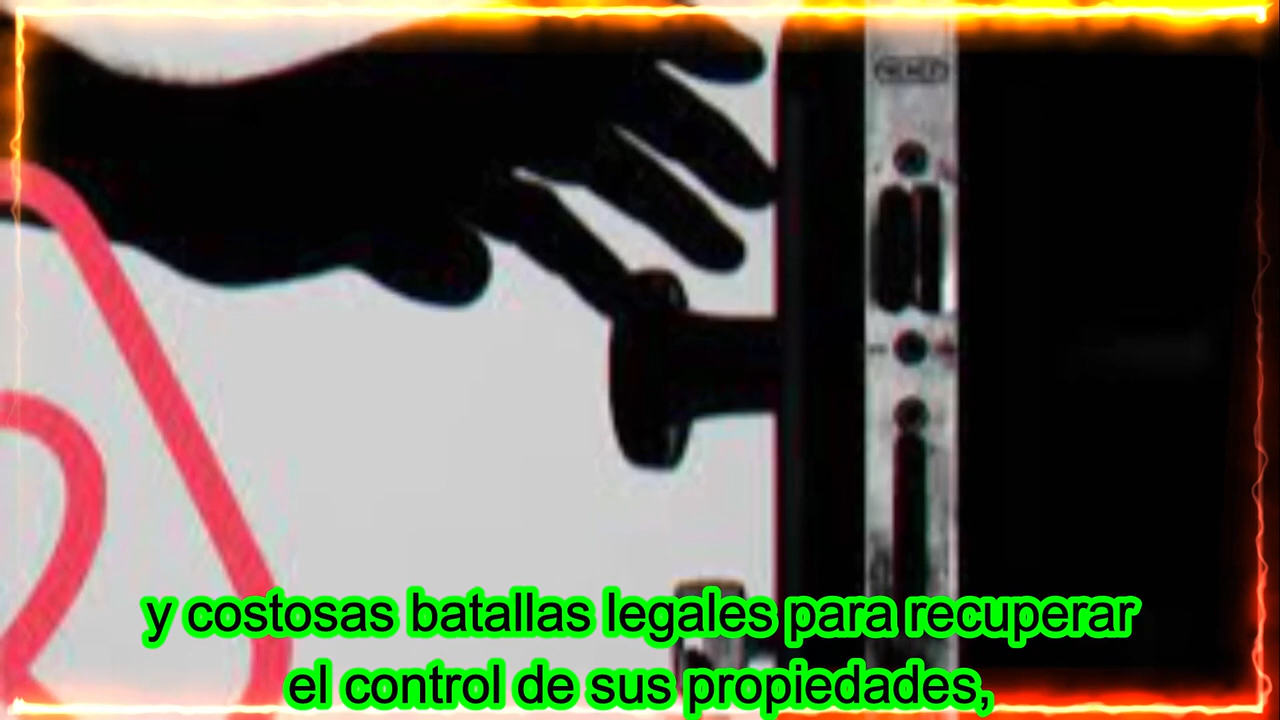 y costosas batallas legales para recuperar
el control de sus propiedades,